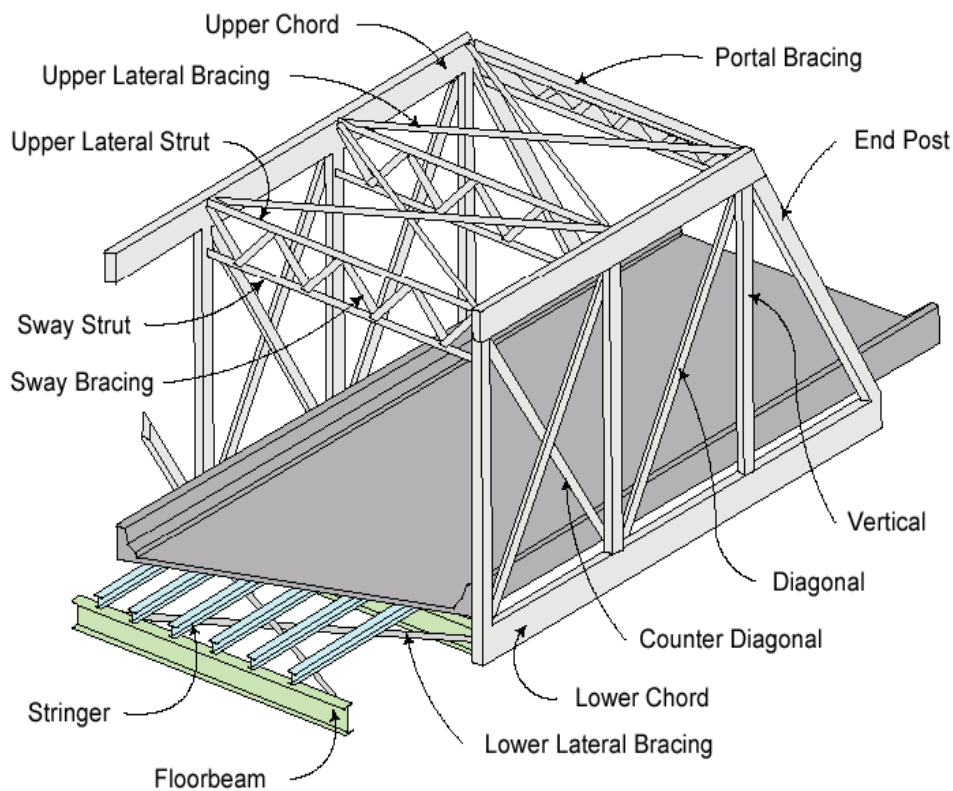 Upper Chord
Upper Lateral Bracing
Portal Bracing
Upper Lateral Strut
End Post
Sway Strut
Sway Bracing
Vertical
Diagonal
Counter Diagonal
Lower Chord
Stringer
Lower Lateral Bracing
Floorbeam